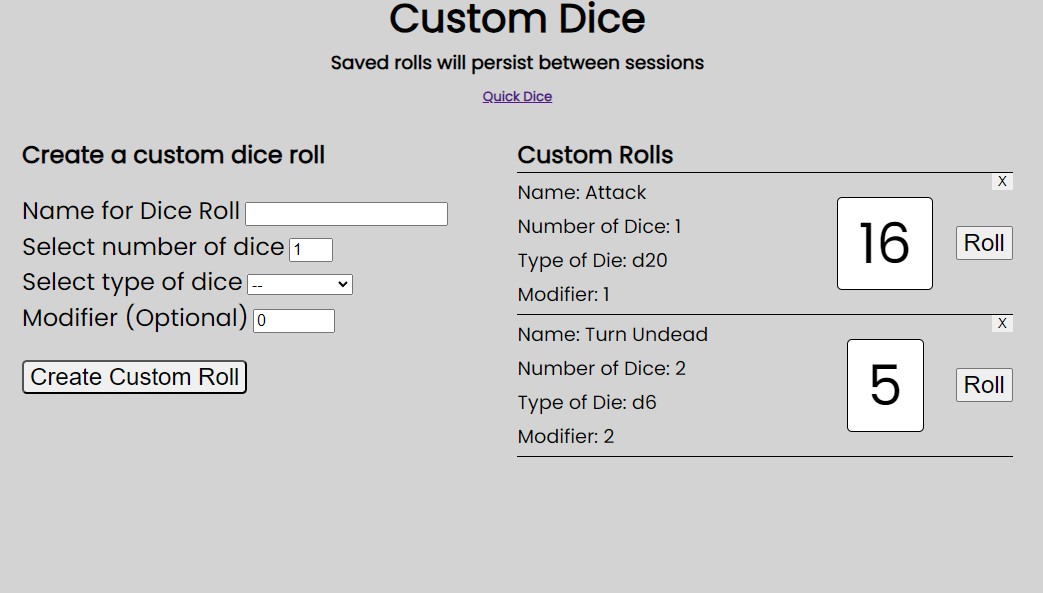 Custom Dice
Saved rolls will persist between sessions
Quick Dice
Create a custom dice roll
Name for Dice Roll
Select number of dice 1
Select type of dice --
Modifier (Optional) 0
Create Custom Roll
Custom Rolls
X
Name: Attack
Number of Dice: 1
Type of Die: d20
Modifier: 1
16
Roll
X
Name: Turn Undead
Number of Dice: 2
Type of Die: d6
Modifier: 2
5
Roll